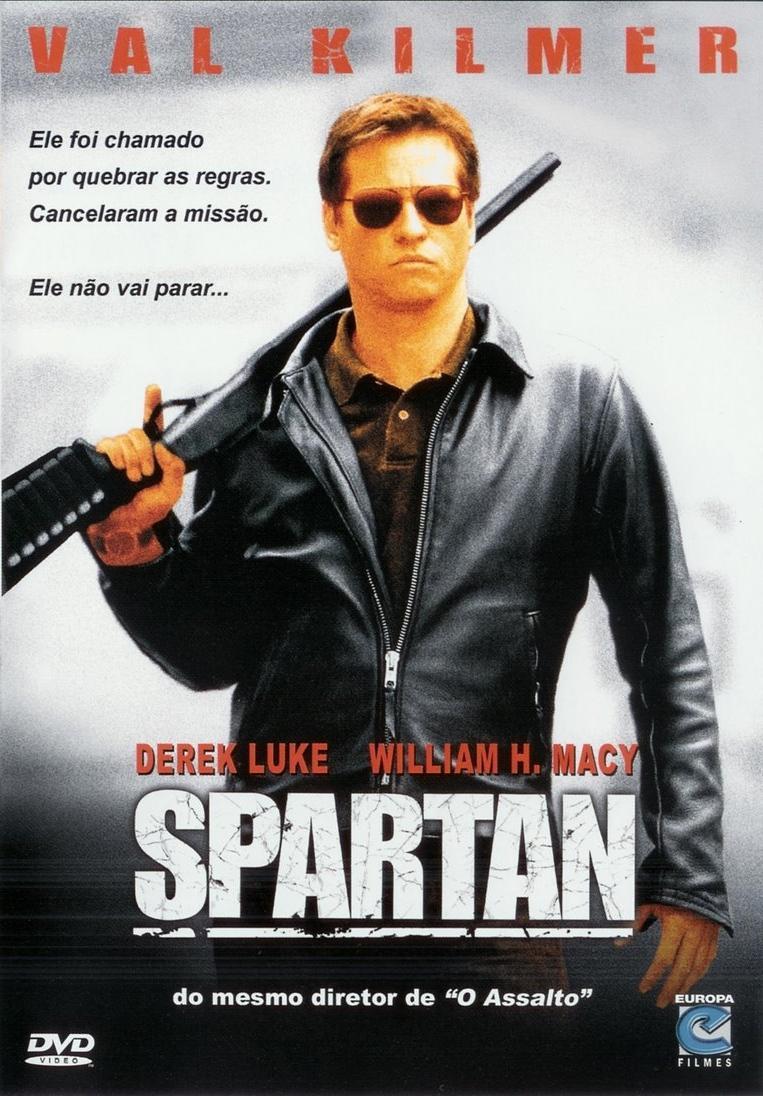 VAL KILMER
Ele foi chamado
por quebrar as regras.
Cancelaram a missão.
Ele não vai parar...
DEREK LUKE WILLIAM H. MACY
SPARTAN
do mesmo diretor de “O Assalto”
EUROPA
FILMES
DVD
VIDEO